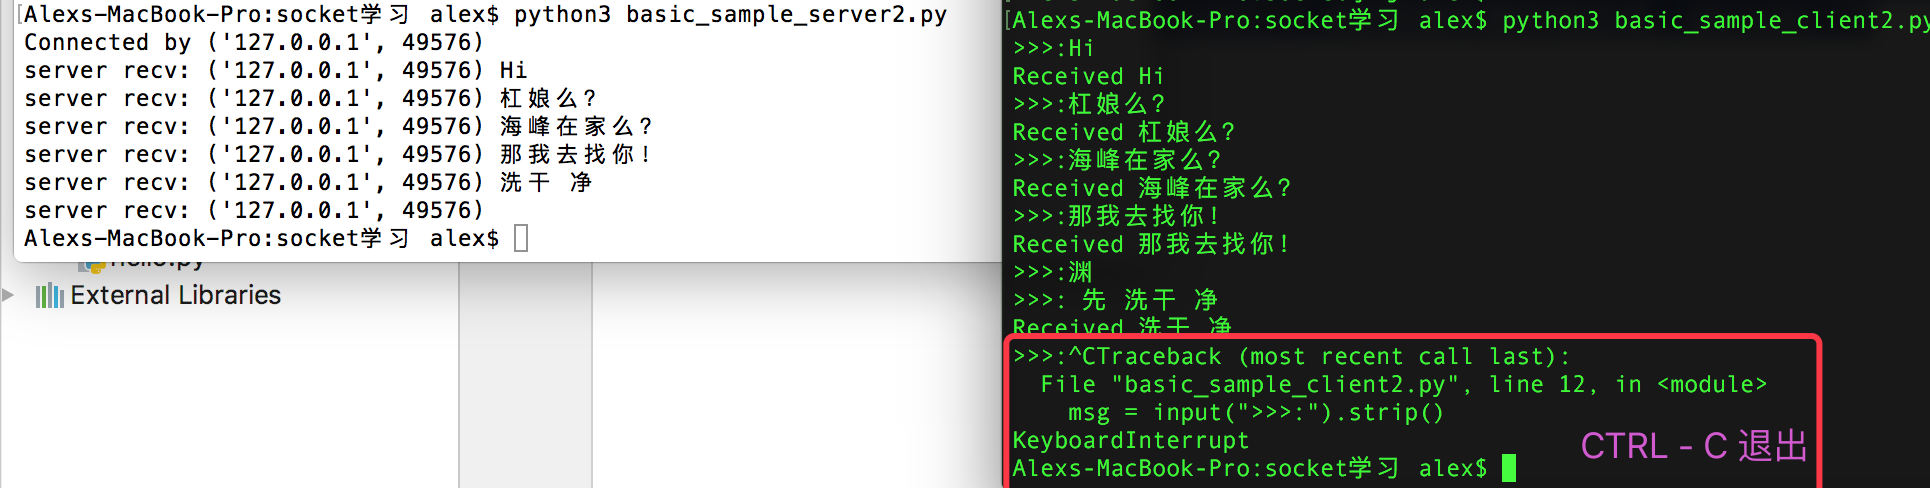 Alexs-MacBook-Pro:socket学习 alex$ python3 basic_sample_server2.py
Connected by ('127.0.0.1', 49576)
server recv: ('127.0.0.1', 49576) Hi
server recv: ('127.0.0.1', 49576) 杠娘么?
server recv: ('127.0.0.1', 49576) 海峰在家么?
server recv: ('127.0.0.1', 49576) 那我去找你!
server recv: ('127.0.0.1', 49576) 洗干 净
server recv: ('127.0.0.1', 49576)
Alexs-MacBook-Pro:socket学习 alex$
External Libraries
Alexs-MacBook-Pro:socket学习 alex$ python3 basic_sample_client2.py
>>>:Hi
Received Hi
>>>:杠娘么?
Received 杠娘么?
>>>:海峰在家么?
Received 海峰在家么?
>>>:那我去找你!
Received 那我去找你!
>>>:渊
>>>: 先 洗干 净
Received 洗干 净
>>>:^CTraceback (most recent call last):
File "basic_sample_client2.py", line 12, in <module>
msg = input(">>>:").strip()
KeyboardInterrupt
CTRL - C 退出
Alexs-MacBook-Pro:socket学习 alex$